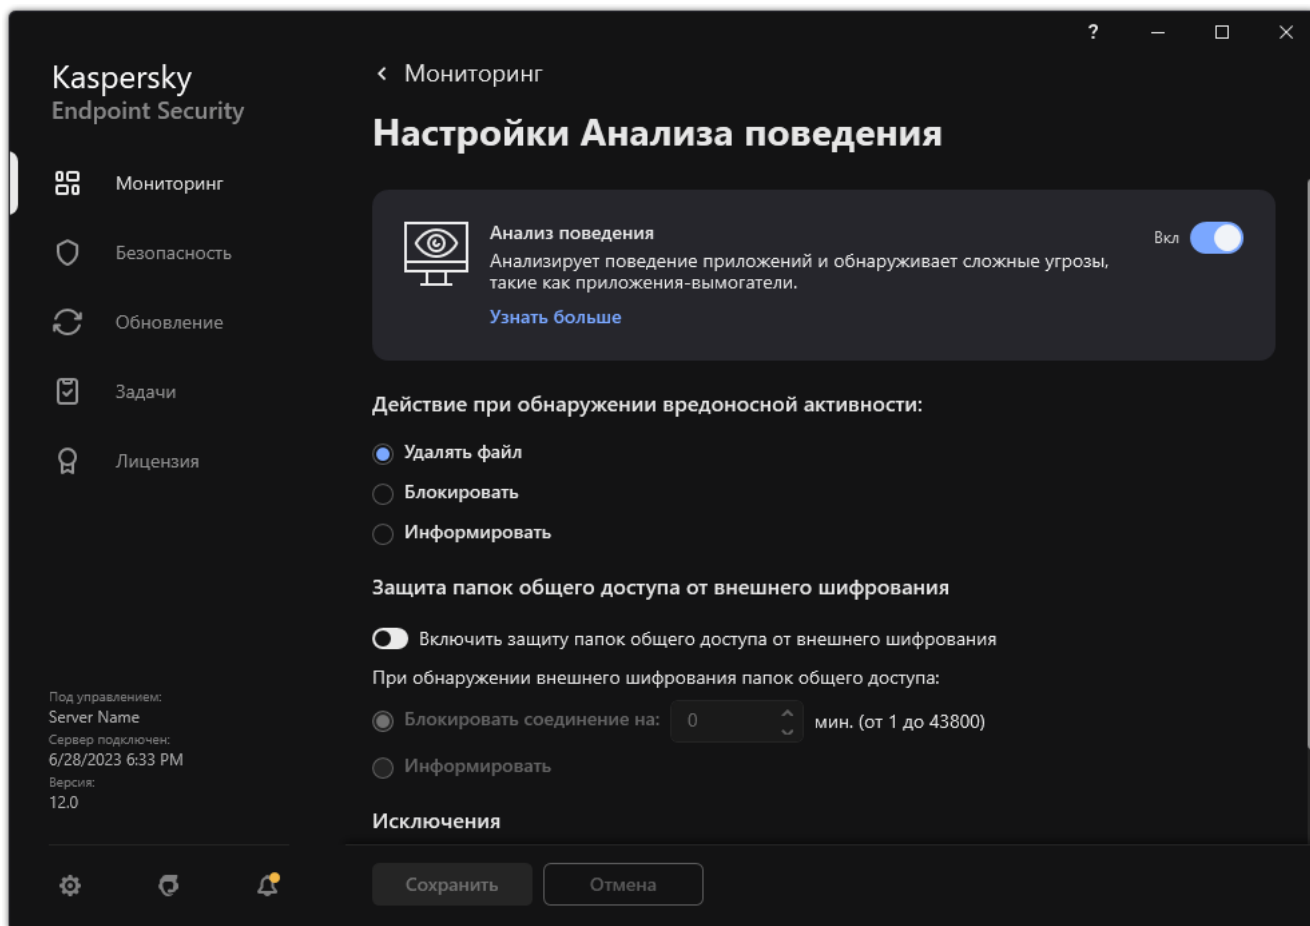 ?
Kaspersky
Endpoint Security
Мониторинг
Безопасность
Обновление
Задачи
Лицензия
Под управлением:
Server Name
Сервер подключен:
6/28/2023 6:33 PM
Версия:
12.0
Мониторинг
Настройки Анализа поведения
Анализ поведения
Вкл
Анализирует поведение приложений и обнаруживает сложные угрозы,
такие как приложения-вымогатели.
Узнать больше
Действие при обнаружении вредоносной активности:
Удалять файл
Блокировать
Информировать
Защита папок общего доступа от внешнего шифрования
Включить защиту папок общего доступа от внешнего шифрования
При обнаружении внешнего шифрования папок общего доступа:
Блокировать соединение на: 0 мин. (от 1 до 43800)
Информировать
Исключения
Сохранить
Отмена